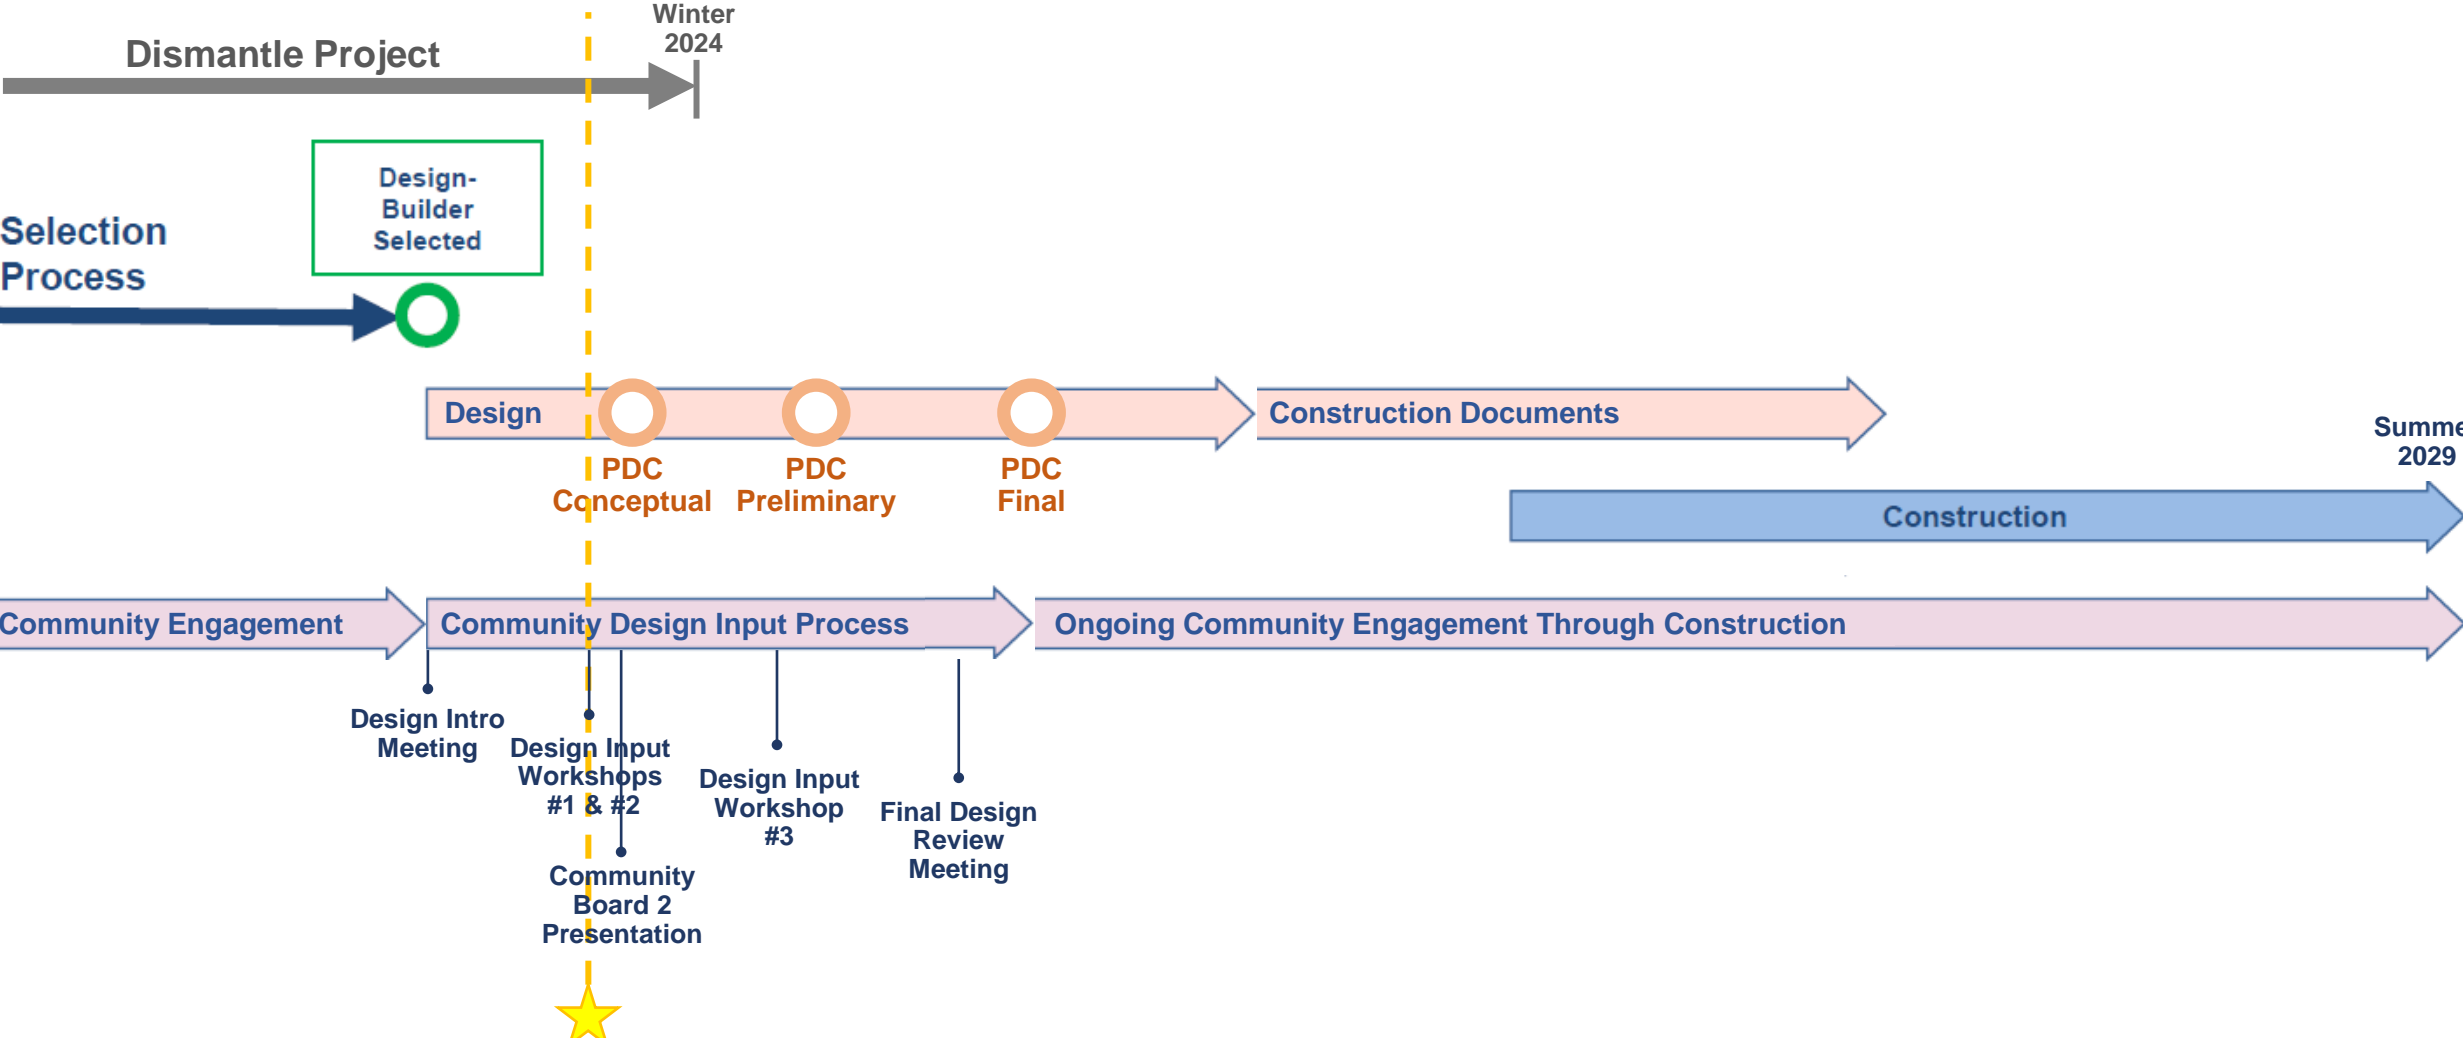 Winter
2024
Dismantle Project
Design-
Builder
Selected
Selection
Process
Design
Construction Documents
PDC
Conceptual
PDC
Preliminary
PDC
Final
Summe
2029
Construction
Community Engagement
Community Design Input Process
Ongoing Community Engagement Through Construction
Design Intro
Meeting
Design Input
Workshops
#1 & #2
Design Input
Workshop
#3
Final Design
Review
Meeting
Community
Board 2
Presentation